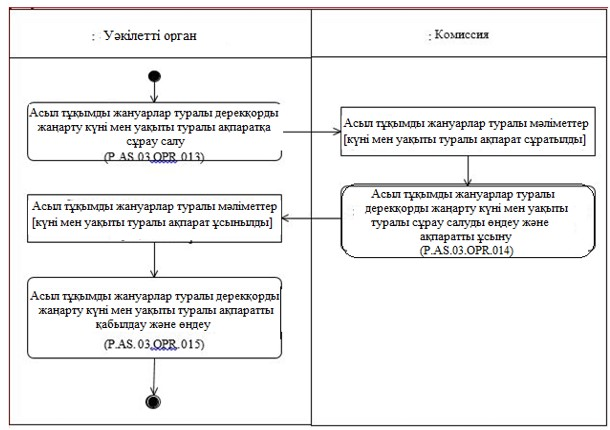 : Уәкілетті орган
: Комиссия
Асыл тұқымды жануарлар туралы дерекқорды
жаңарту күні мен уақыты туралы ақпаратқа
сұрау салу
(P.AS.03.OPR.013)
Асыл тұқымды жануарлар туралы мәліметтер
[күні мен уақыты туралы ақпарат сұратылды]
Асыл тұқымды жануарлар туралы
дерекқорды жаңарту күні мен уақыты
туралы сұрау салуды өңдеу және
ақпаратты ұсыну
(P.AS.03.OPR.014)
Асыл тұқымды жануарлар туралы мәліметтер
[күні мен уақыты туралы ақпарат ұсынылды]
Асыл тұқымды жануарлар туралы дерекқорды
жаңарту күні мен уақыты туралы ақпаратты
қабылдау және өңдеу
(P.AS.03.OPR.015)